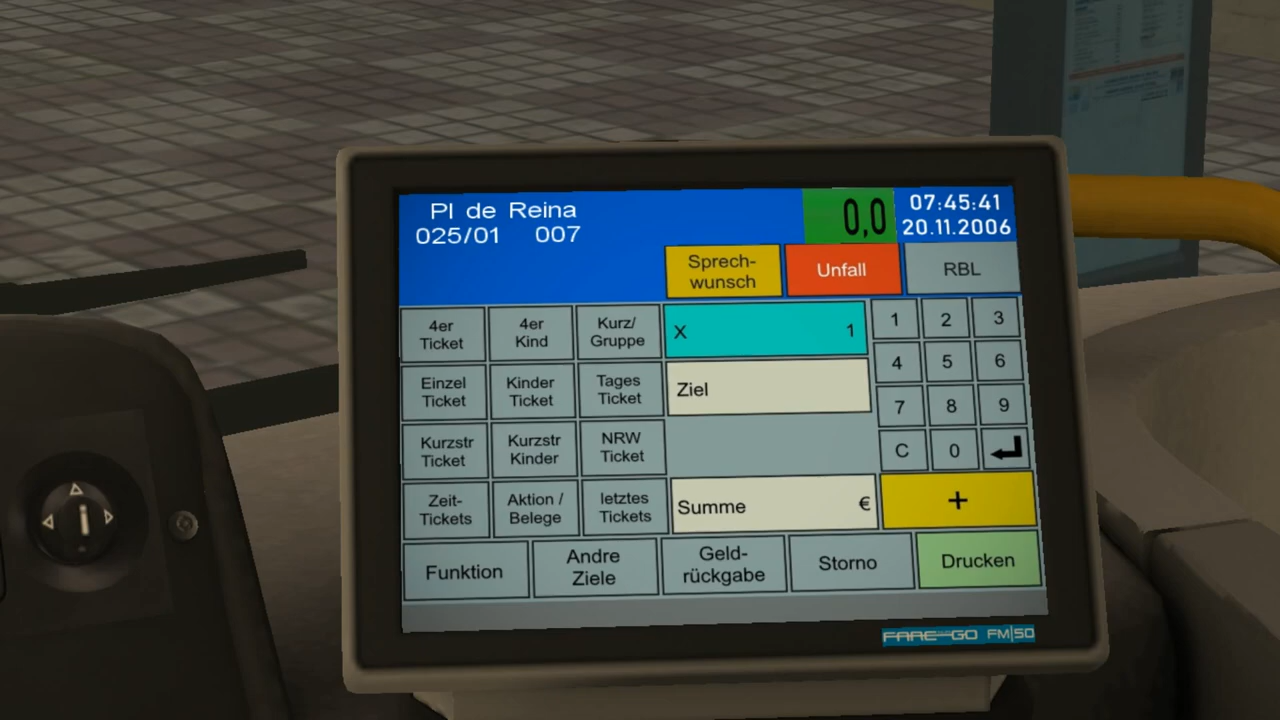 Pl de Reina
025/01 007
0,0
07:45:41
20.11.2006
Sprech-
wunsch
Unfall
RBL
4er
Ticket
4er
Kind
Kurz/
Gruppe
X 1
1 2 3
Einzel
Ticket
Kinder
Ticket
Tages
Ticket
Ziel
4 5 6
7 8 9
Kurzstr
Ticket
Kurzstr
Kinder
NRW
Ticket
C 0
Zeit-
Tickets
Aktion /
Belege
letztes
Tickets
Summe €
+
Funktion
Andre
Ziele
Geld-
rückgabe
Storno
Drucken
FARE GO FM|50